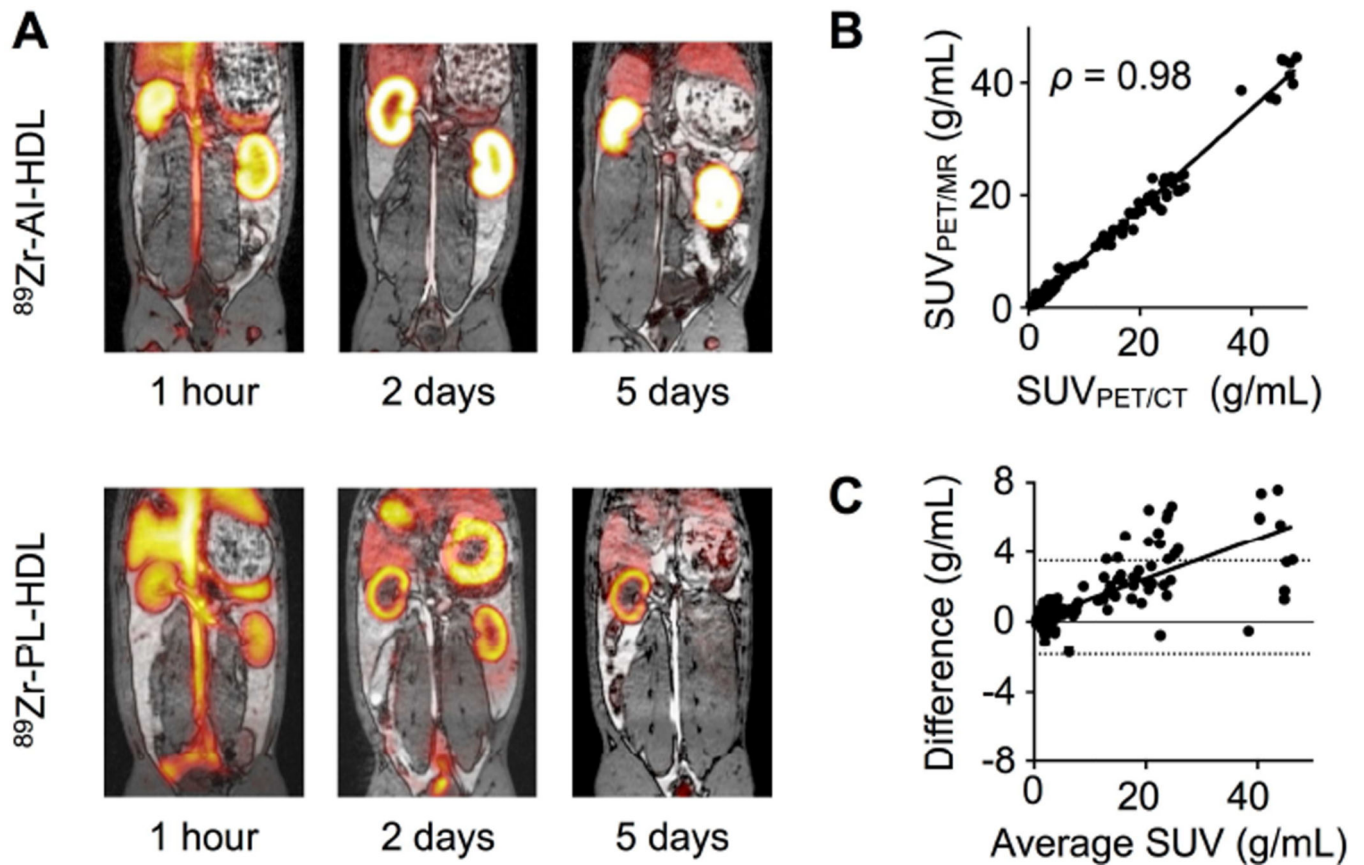 A
⁸⁹Zr-AI-HDL
1 hour
2 days
5 days
⁸⁹Zr-PL-HDL
1 hour
2 days
5 days
B
SUVPET/MR (g/mL)
40
20
0
ρ = 0.98
0
20
40
SUVPET/CT (g/mL)
C
Difference (g/mL)
8
4
0
-4
-8
0
20
40
Average SUV (g/mL)